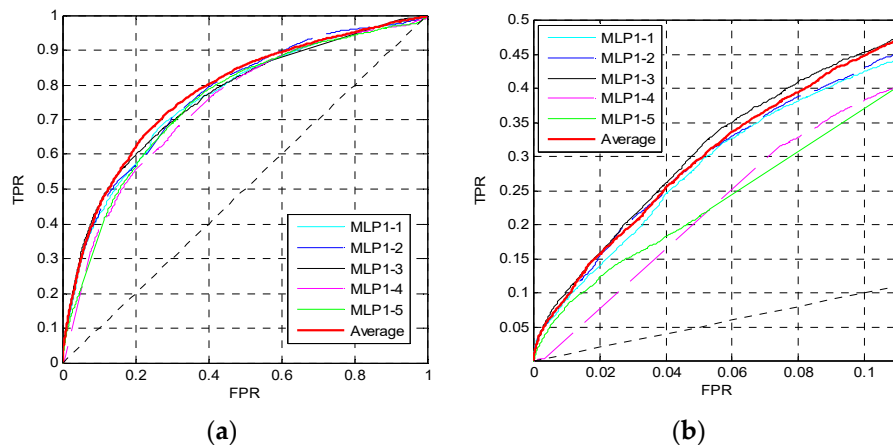 1
0.9
0.8
0.7
0.6
0.5
0.4
0.3
0.2
0.1
0
TPR
0 0.2 0.4 0.6 0.8 1
FPR
MLP1-1
MLP1-2
MLP1-3
MLP1-4
MLP1-5
Average
(a)
0.5
0.45
0.4
0.35
0.3
0.25
0.2
0.15
0.1
0.05
TPR
0.02 0.04 0.06 0.08 0.1
FPR
MLP1-1
MLP1-2
MLP1-3
MLP1-4
MLP1-5
Average
(b)